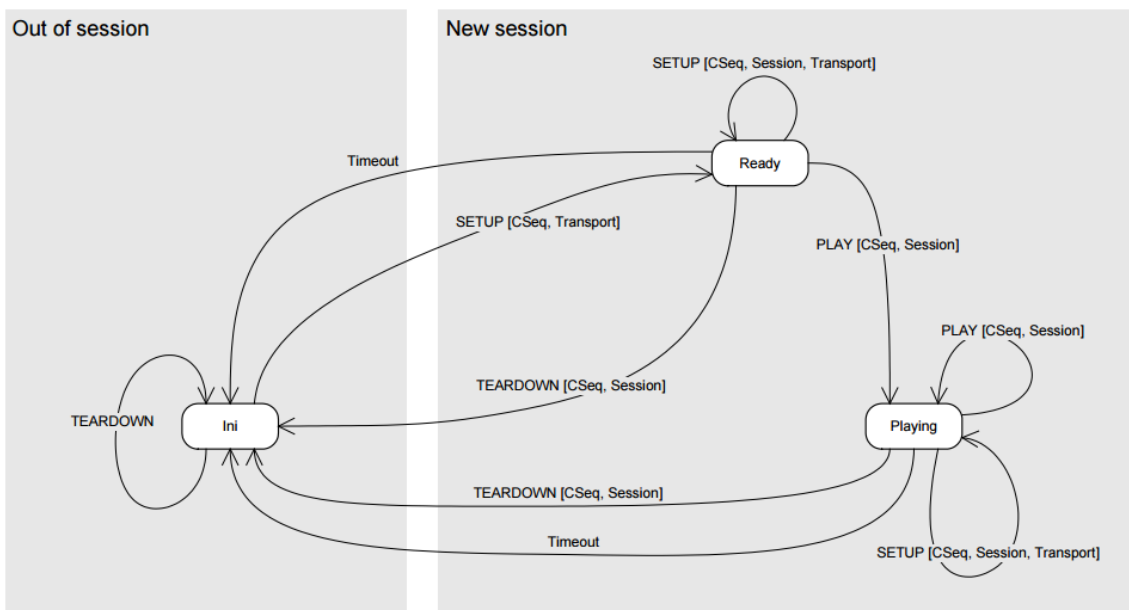 Out of session
New session
SETUP [CSeq, Session, Transport]
Timeout
Ready
SETUP [CSeq, Transport]
PLAY [CSeq, Session]
PLAY [CSeq, Session]
TEARDOWN [CSeq, Session]
TEARDOWN
Ini
Playing
TEARDOWN [CSeq, Session]
Timeout
SETUP [CSeq, Session, Transport]